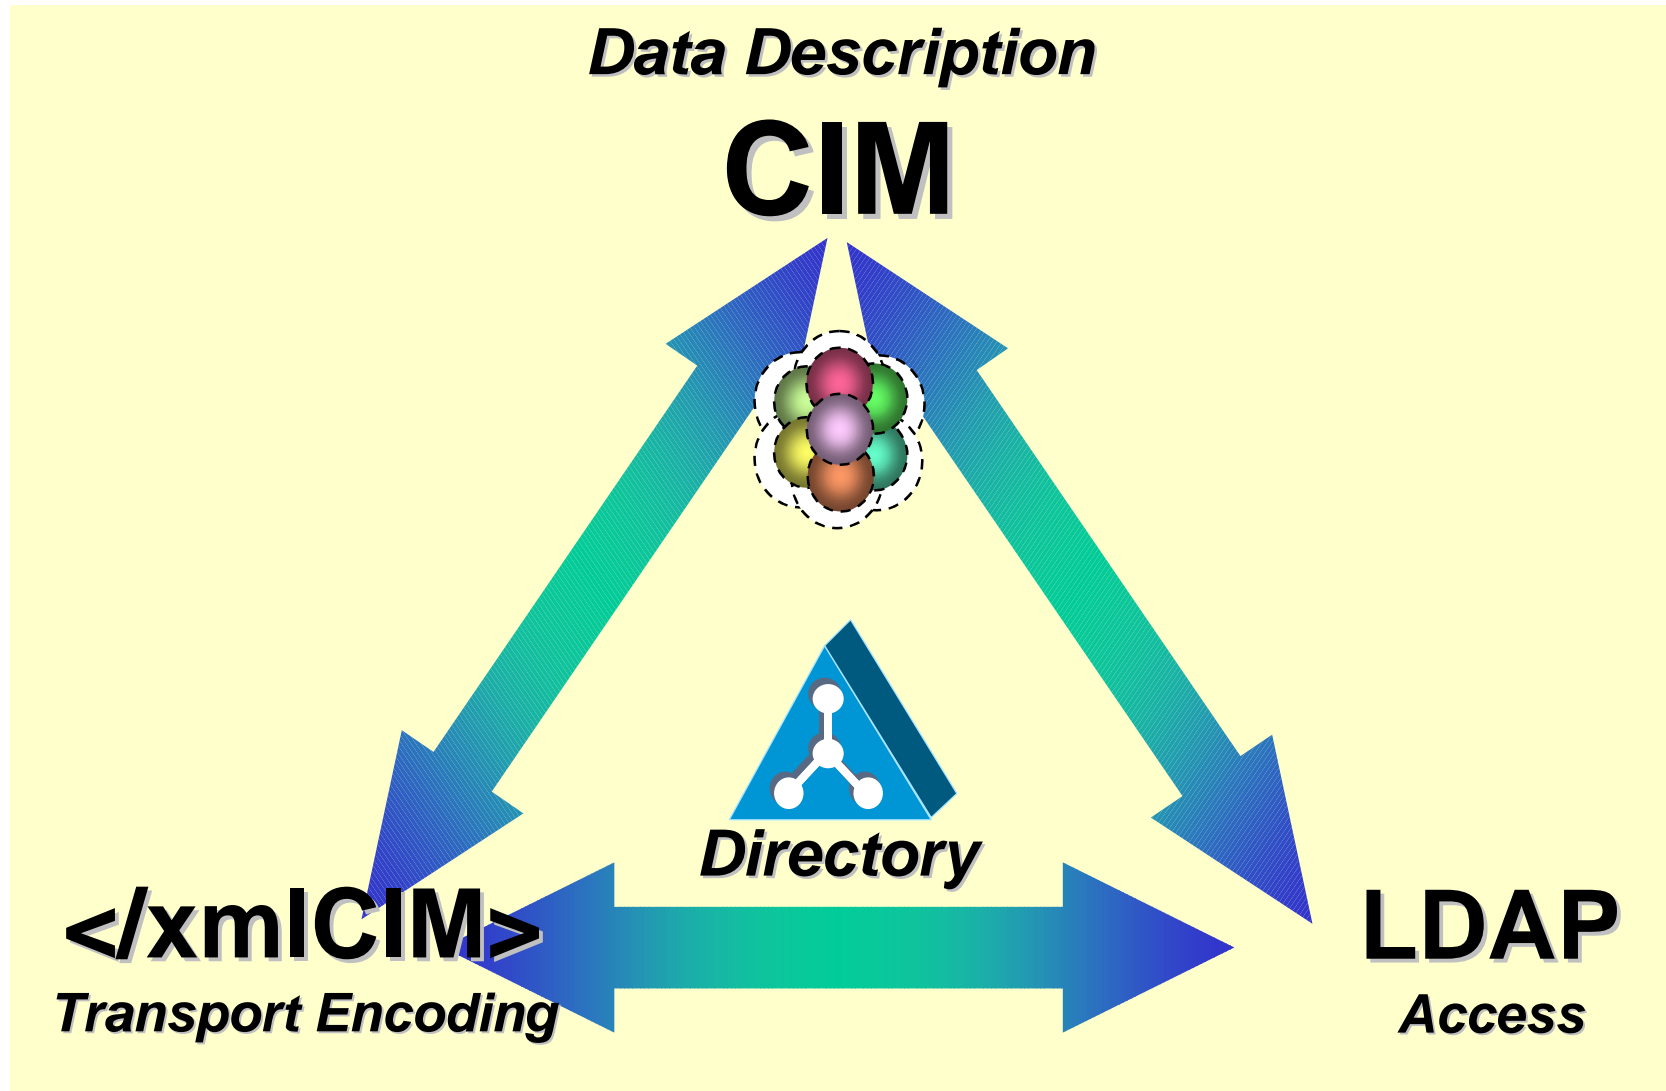 Data Description
CIM
Directory
</xmlCIM>
Transport Encoding
LDAP
Access